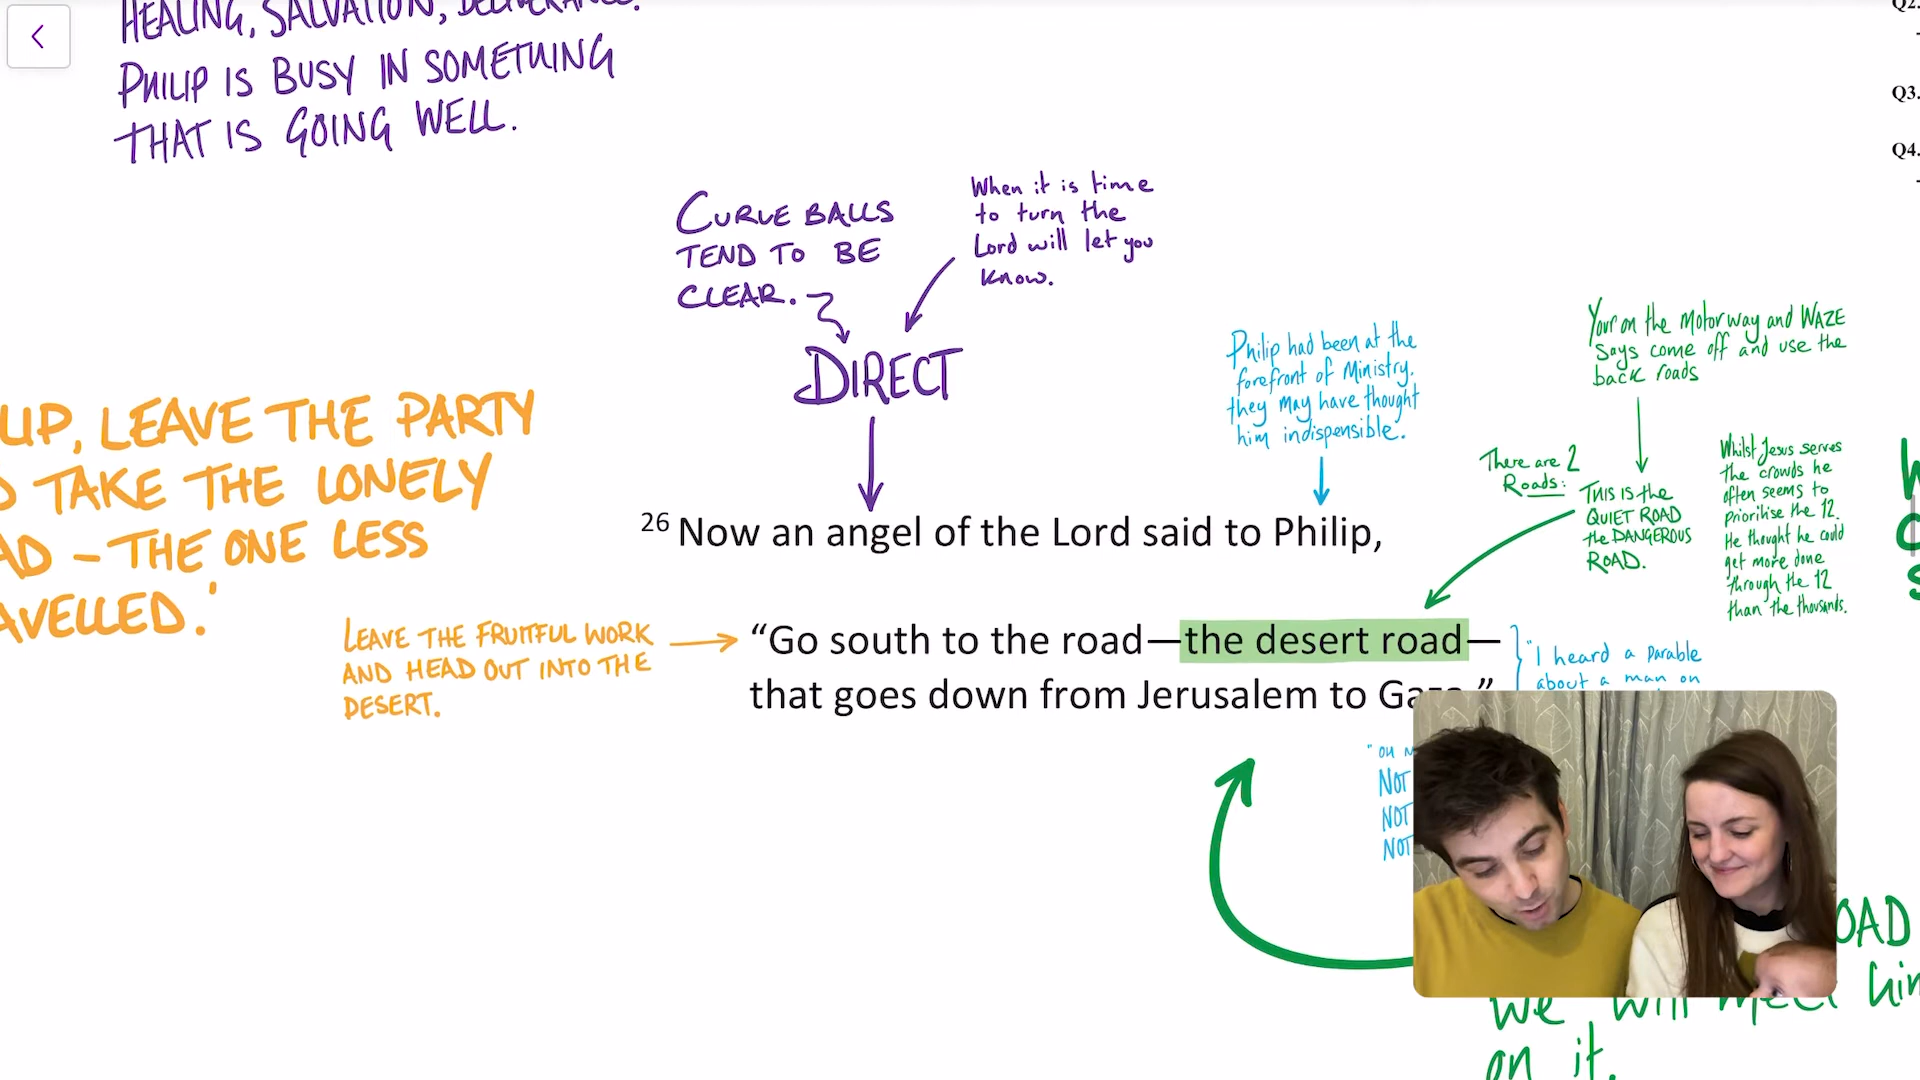 HEALING, SALVATION, DELIVERANCE.
PHILIP IS BUSY IN SOMETHING
THAT IS GOING WELL.
CURVE BALLS
TEND TO BE
CLEAR.
When it is time
to turn the
Lord will let you
know.
DIRECT
UP, LEAVE THE PARTY
TAKE THE LONELY
– THE ONE LESS
LEAVE THE FRUITFUL WORK
AND HEAD OUT INTO THE
DESERT.
26 Now an angel of the Lord said to Philip,
“Go south to the road—the desert road—
that goes down from Jerusalem to Gaza.”
Philip had been at the
forefront of Ministry.
they may have thought
him indispensible.
Your on the Motorway and WAZE
says come off and use the
back roads
There are 2
Roads:
THIS IS the
QUIET ROAD
the DANGEROUS
ROAD.
Whilst Jesus serves
the crowds he
often seems to
prioritise the 12.
He thought he could
get more done
through the 12
than the thousands.
"I heard a parable
about a man on
"OH
NOT
NOT
NOT
we will meet him
on it.
Q2.
Q3.
Q4.